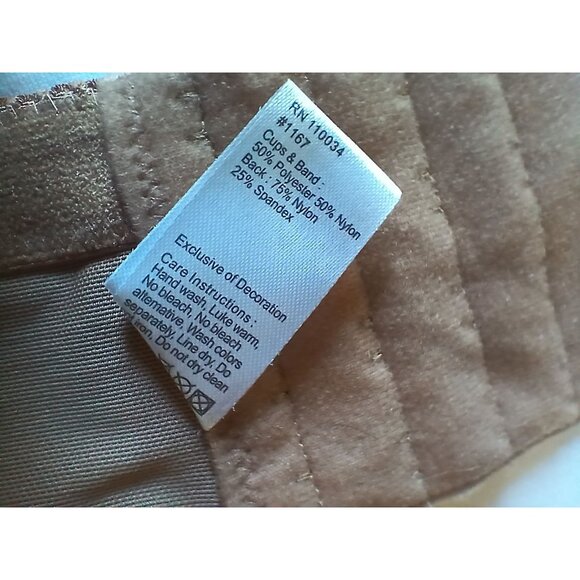 RN 110034
#1167
Cups & Band :
50% Polyester 50% Nylon
Back : 75% Nylon
25% Spandex
Exclusive of Decoration
Care Instructions :
Hand wash, Luke warm,
No bleach, No bleach
alternative, Wash colors
separately, Line dry, Do
iron, Do not dry clean